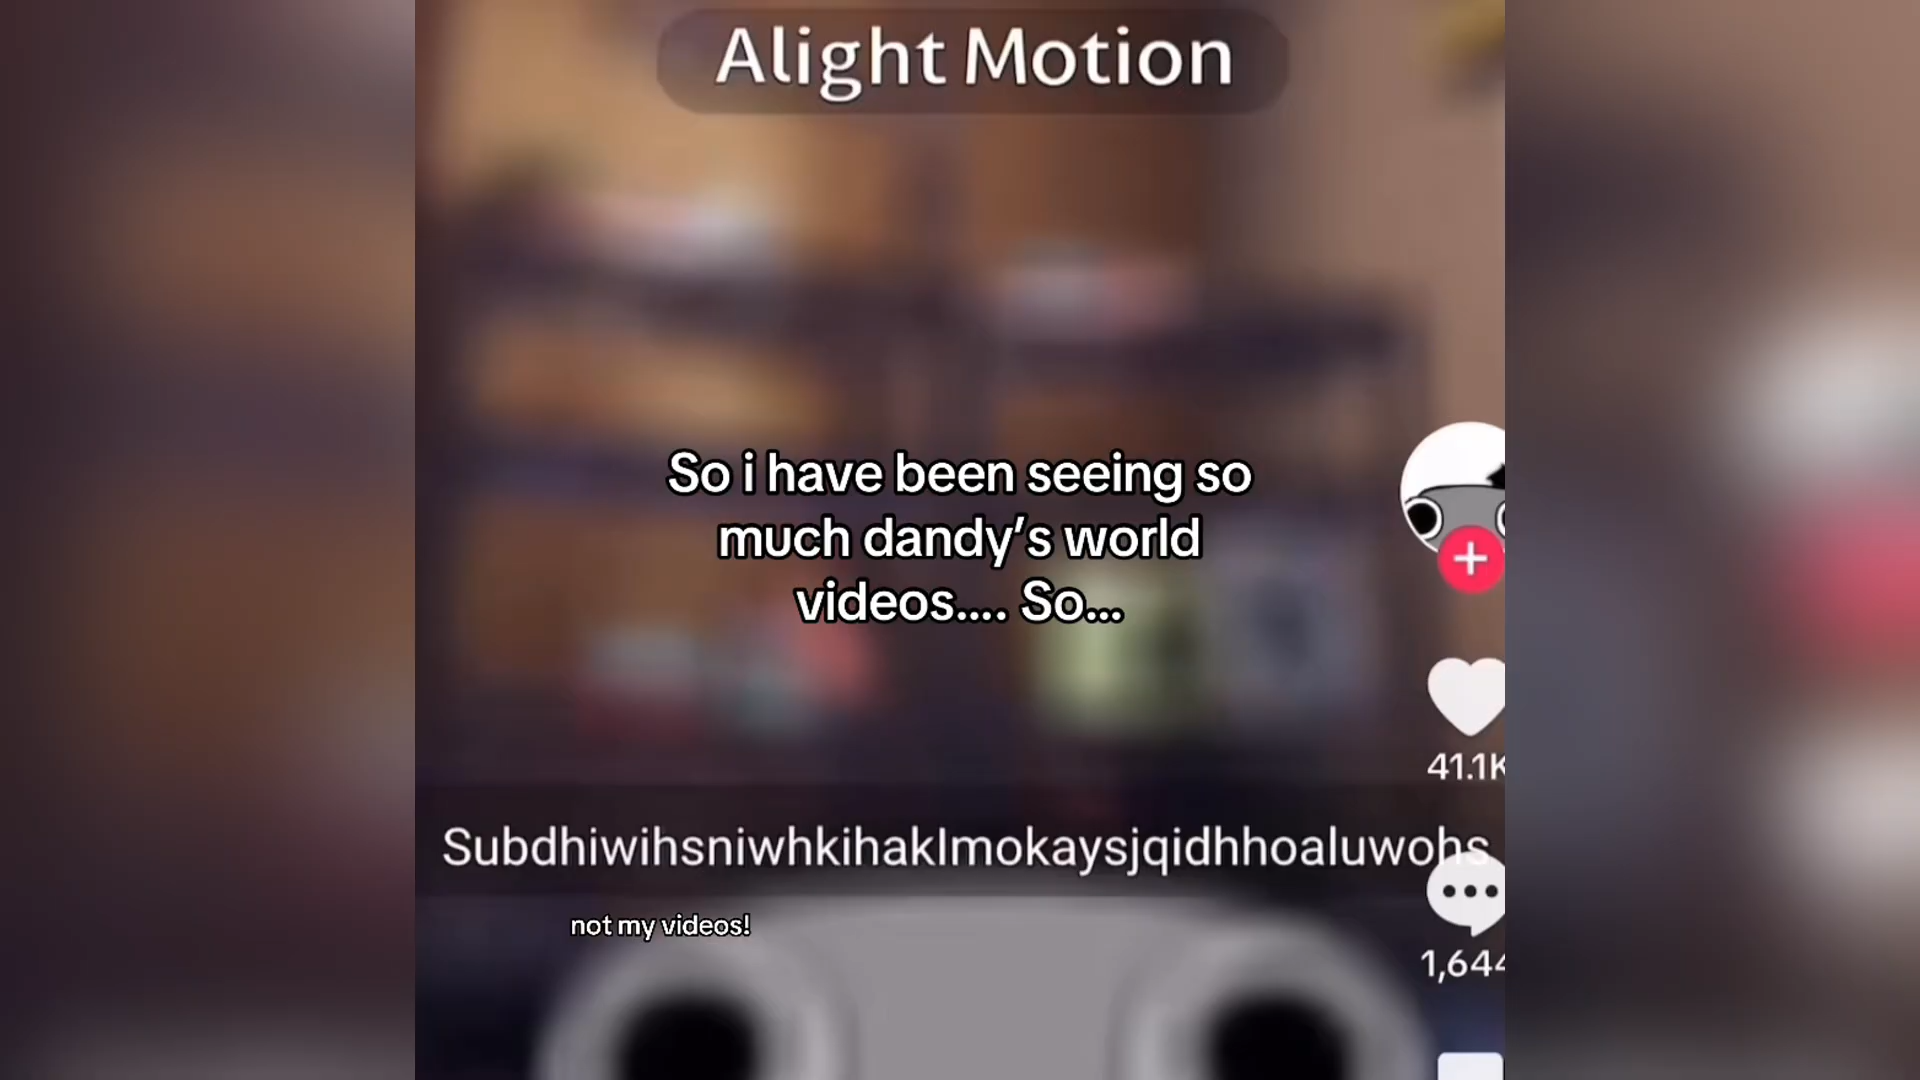 Alight Motion
So i have been seeing so
much dandy's world
videos.... So...
41.1K
SubdhiwihsniwhkihakImokaysjqidhhoaluwohs
not my videos!
1,644